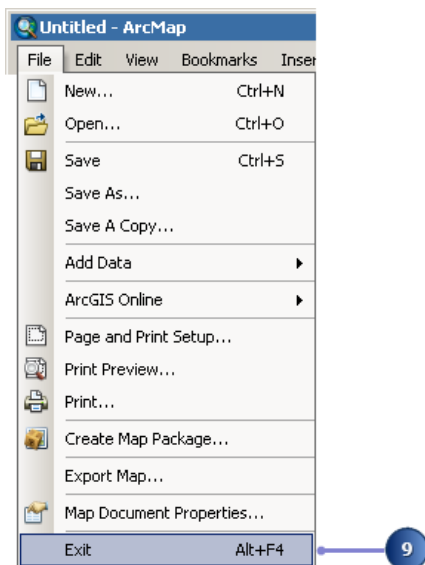 Untitled - ArcMap
File Edit View Bookmarks Inser
New... Ctrl+N
Open... Ctrl+O
Save Ctrl+S
Save As...
Save A Copy...
Add Data
ArcGIS Online
Page and Print Setup...
Print Preview...
Print...
Create Map Package...
Export Map...
Map Document Properties...
Exit Alt+F4 9